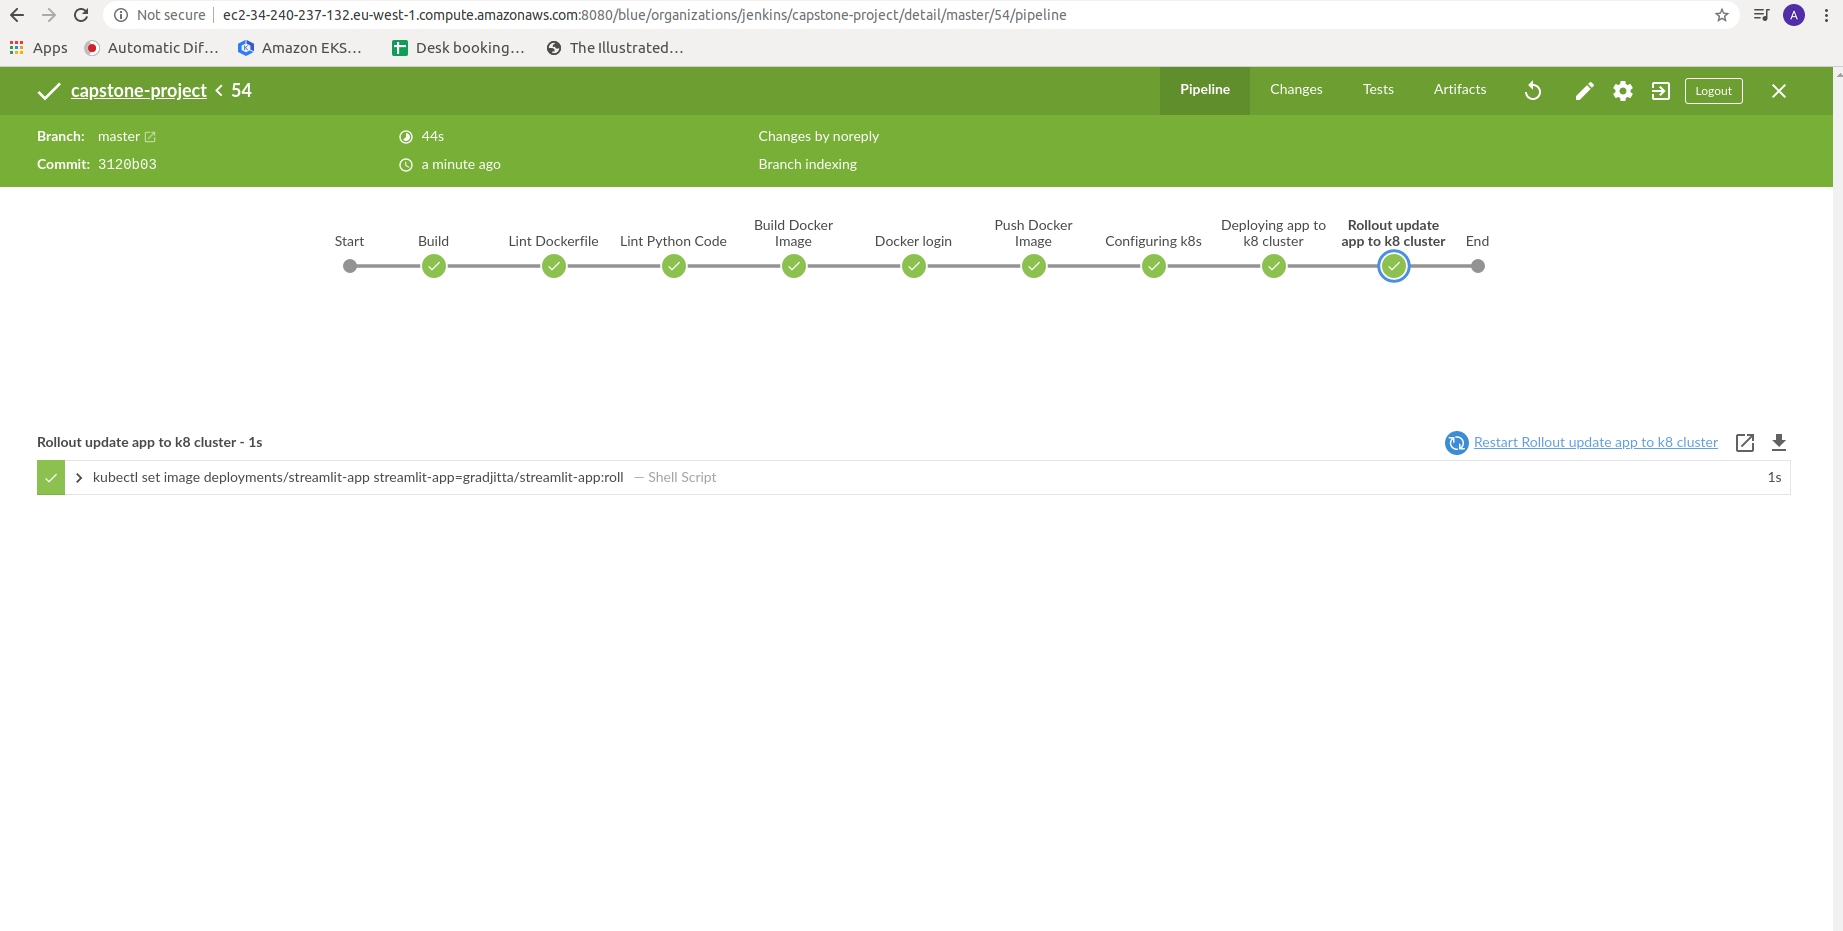 Not secure ec2-34-240-237-132.eu-west-1.compute.amazonaws.com:8080/blue/organizations/jenkins/capstone-project/detail/master/54/pipeline A
Apps Automatic Dif... Amazon EKS... Desk booking... The Illustrated...
capstone-project < 54 Pipeline Changes Tests Artifacts Logout
Branch: master 44s Changes by noreply
Commit: 3120b03 a minute ago Branch indexing
Start Build Lint Dockerfile Lint Python Code Build Docker Image Docker login Push Docker Image Configuring k8s Deploying app to k8 cluster Rollout update app to k8 cluster End
Rollout update app to k8 cluster - 1s Restart Rollout update app to k8 cluster
kubectl set image deployments/streamlit-app streamlit-app=gradjitta/streamlit-app:roll — Shell Script 1s